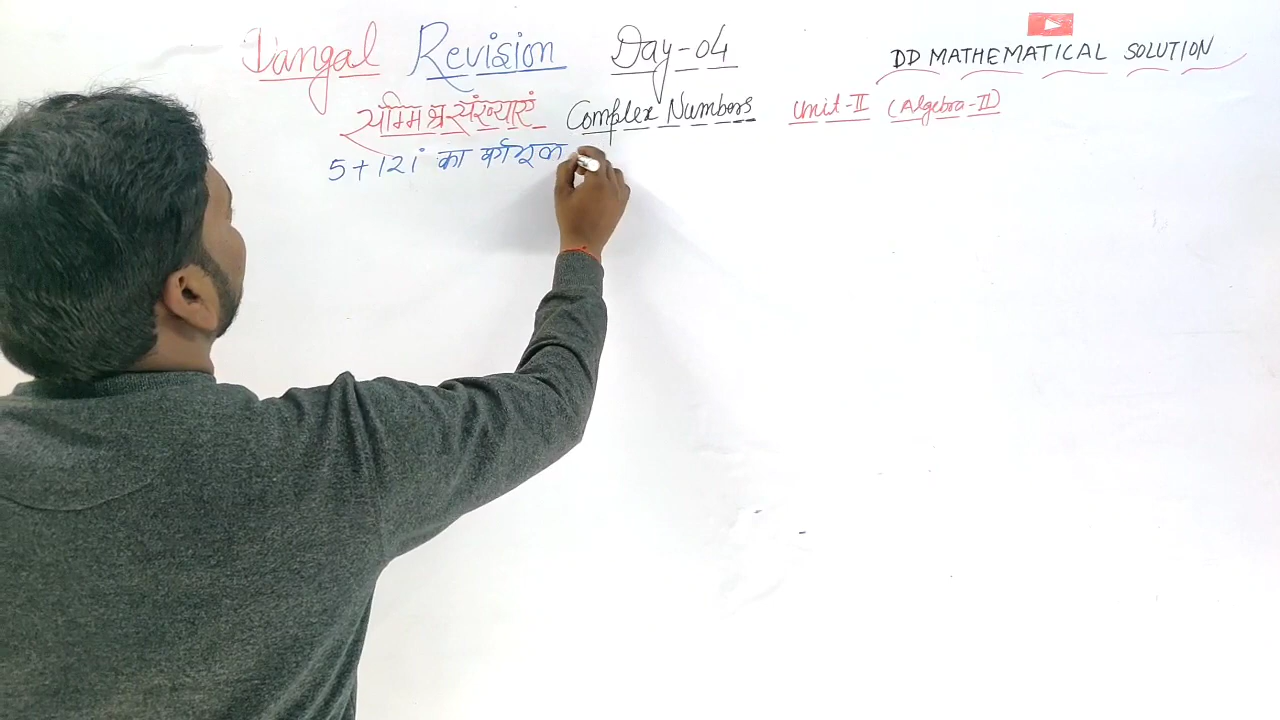 Dangal Revision Day-04
DD MATHEMATICAL SOLUTION
सम्मिश्र संख्याएं Complex Numbers Unit-II (Algebra-II)
5+12i का वर्गमूल